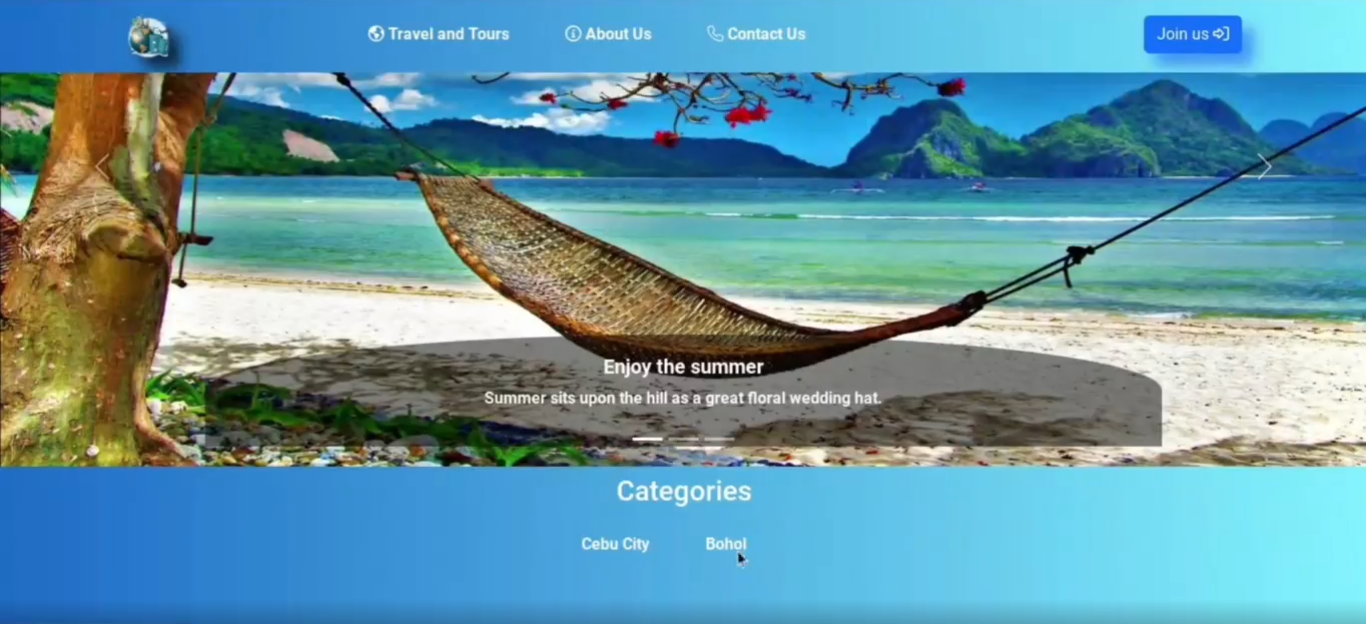 Travel and Tours
About Us
Contact Us
Join us
Enjoy the summer
Summer sits upon the hill as a great floral wedding hat.
Categories
Cebu City
Bohol